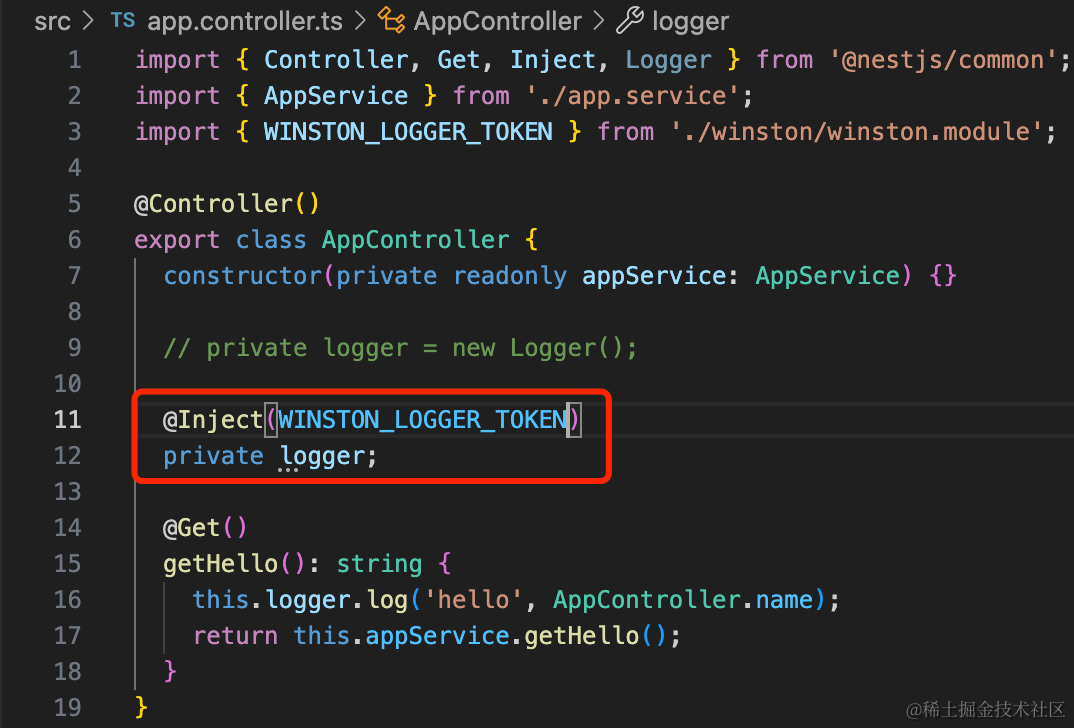 src > TS app.controller.ts > AppController > logger
1 import { Controller, Get, Inject, Logger } from '@nestjs/common';
2 import { AppService } from './app.service';
3 import { WINSTON_LOGGER_TOKEN } from './winston/winston.module';
4
5 @Controller()
6 export class AppController {
7   constructor(private readonly appService: AppService) {}
8
9   // private logger = new Logger();
10
11   @Inject(WINSTON_LOGGER_TOKEN)
12   private logger;
13
14   @Get()
15   getHello(): string {
16     this.logger.log('hello', AppController.name);
17     return this.appService.getHello();
18   }
19 }
@稀土掘金技术社区